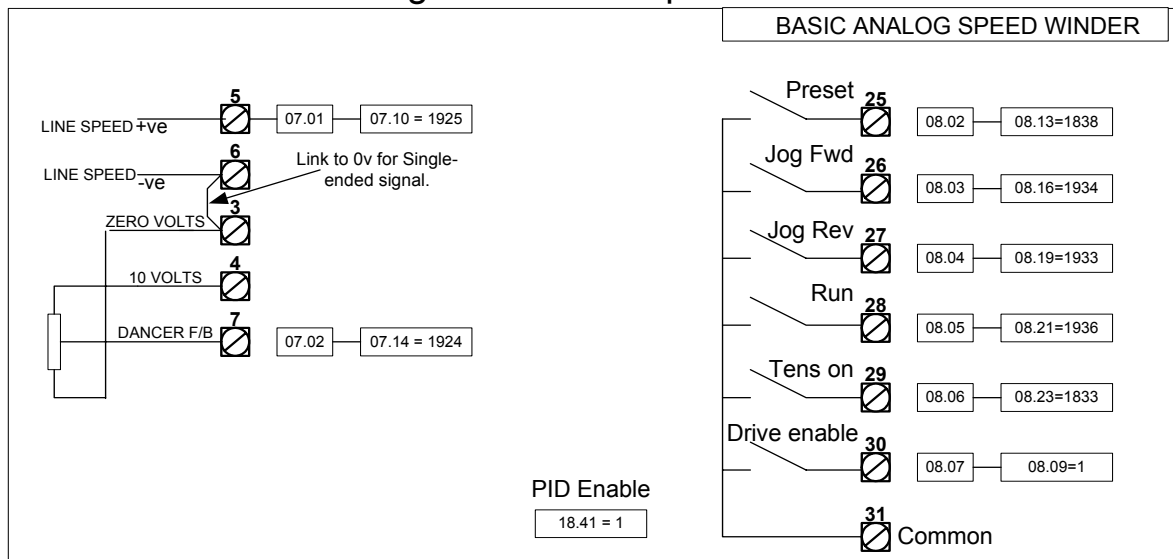 BASIC ANALOG SPEED WINDER
5
LINE SPEED +ve
07.01
07.10 = 1925
6
LINE SPEED -ve
Link to 0v for Single-
ended signal.
3
ZERO VOLTS
4
10 VOLTS
7
DANCER F/B
07.02
07.14 = 1924
PID Enable
18.41 = 1
Preset
25
08.02
08.13=1838
Jog Fwd
26
08.03
08.16=1934
Jog Rev
27
08.04
08.19=1933
Run
28
08.05
08.21=1936
Tens on
29
08.06
08.23=1833
Drive enable
30
08.07
08.09=1
31
Common